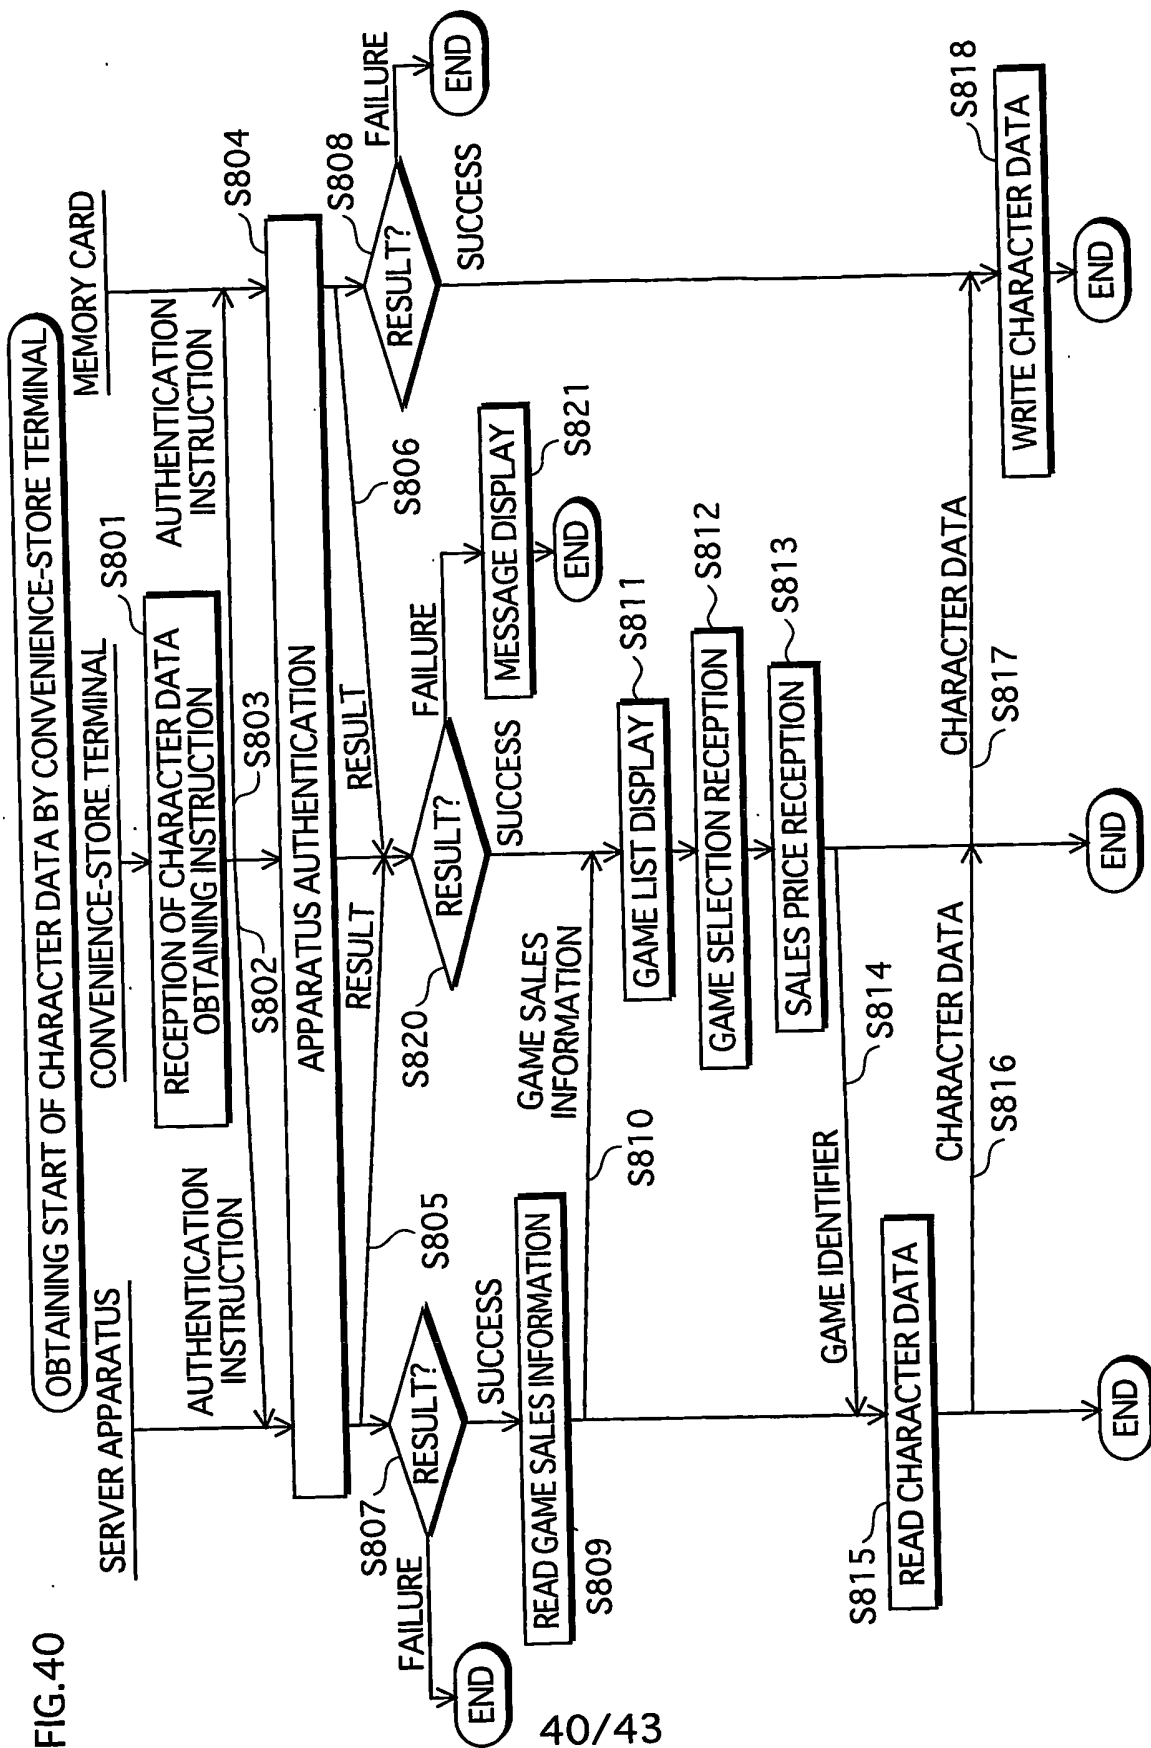 FIG.40
OBTAINING START OF CHARACTER DATA BY CONVENIENCE-STORE TERMINAL
SERVER APPARATUS
CONVENIENCE-STORE TERMINAL
MEMORY CARD
S801
RECEPTION OF CHARACTER DATA
OBTAINING INSTRUCTION
AUTHENTICATION
INSTRUCTION
AUTHENTICATION
INSTRUCTION
S802
S803
S804
APPARATUS AUTHENTICATION
S805
RESULT
RESULT
S806
S807
RESULT?
FAILURE
END
SUCCESS
S820
RESULT?
FAILURE
SUCCESS
S808
RESULT?
FAILURE
END
SUCCESS
MESSAGE DISPLAY
S821
END
READ GAME SALES INFORMATION
S809
GAME SALES
INFORMATION
S810
GAME LIST DISPLAY
S811
GAME SELECTION RECEPTION
S812
SALES PRICE RECEPTION
S813
GAME IDENTIFIER
S814
S815
READ CHARACTER DATA
CHARACTER DATA
S816
CHARACTER DATA
S817
S818
WRITE CHARACTER DATA
END
END
END
40/43